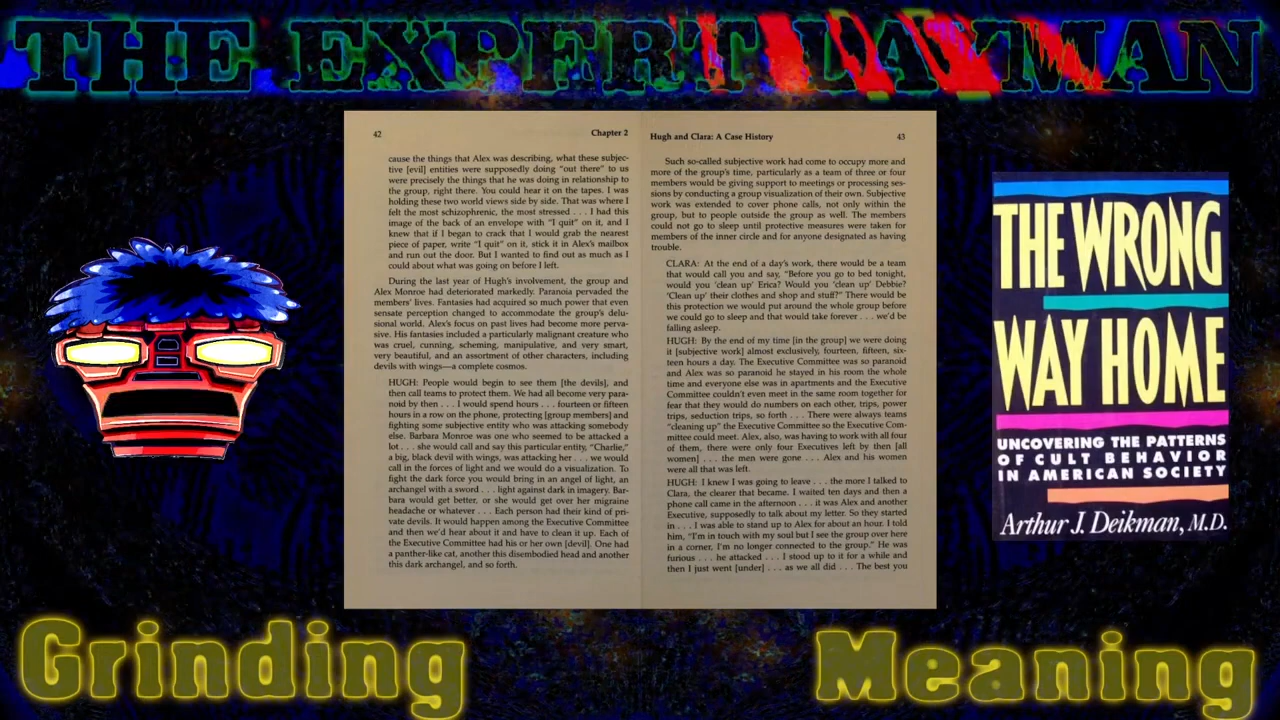 THE EXPERT LAYMAN
42 Chapter 2
cause the things that Alex was describing, what these subjec-
tive [evil] entities were supposedly doing "out there" to us
were precisely the things that he was doing in relationship to
the group, right there. You could hear it on the tapes. I was
holding these two world views side by side. That was where I
felt the most schizophrenic, the most stressed . . . I had this
image of the back of an envelope with "I quit" on it, and I
knew that if I began to crack that I would grab the nearest
piece of paper, write "I quit" on it, stick it in Alex's mailbox
and run out the door. But I wanted to find out as much as I
could about what was going on before I left.
During the last year of Hugh's involvement, the group and
Alex Monroe had deteriorated markedly. Paranoia pervaded the
members' lives. Fantasies had acquired so much power that even
sensate perception changed to accommodate the group's delu-
sional world. Alex's focus on past lives had become more perva-
sive. His fantasies included a particularly malignant creature who
was cruel, cunning, scheming, manipulative, and very smart,
very beautiful, and an assortment of other characters, including
devils with wings—a complete cosmos.
HUGH: People would begin to see them [the devils], and
then call teams to protect them. We had all become very para-
noid by then . . . I would spend hours . . . fourteen or fifteen
hours in a row on the phone, protecting [group members] and
fighting some subjective entity who was attacking somebody
else. Barbara Monroe was one who seemed to be attacked a
lot . . . she would call and say this particular entity, "Charlie,"
a big, black devil with wings, was attacking her . . . we would
call in the forces of light and we would do a visualization. To
fight the dark force you would bring in an angel of light, an
archangel with a sword . . . light against dark in imagery. Bar-
bara would get better, or she would get over her migraine
headache or whatever . . . Each person had their kind of pri-
vate devils. It would happen among the Executive Committee
and then we'd hear about it and have to clean it up. Each of
the Executive Committee had his or her own [devil]. One had
a panther-like cat, another this disembodied head and another
this dark archangel, and so forth.
Hugh and Clara: A Case History 43
Such so-called subjective work had come to occupy more and
more of the group's time, particularly as a team of three or four
members would be giving support to meetings or processing ses-
sions by conducting a group visualization of their own. Subjective
work was extended to cover phone calls, not only within the
group, but to people outside the group as well. The members
could not go to sleep until protective measures were taken for
members of the inner circle and for anyone designated as having
trouble.
CLARA: At the end of a day's work, there would be a team
that would call you and say, "Before you go to bed tonight,
would you 'clean up' Erica? Would you 'clean up' Debbie?
'Clean up' their clothes and shop and stuff?" There would be
this protection we would put around the whole group before
we could go to sleep and that would take forever . . . we'd be
falling asleep.
HUGH: By the end of my time [in the group] we were doing
it [subjective work] almost exclusively, fourteen, fifteen, six-
teen hours a day. The Executive Committee was so paranoid
and Alex was so paranoid he stayed in his room the whole
time and everyone else was in apartments and the Executive
Committee couldn't even meet in the same room together for
fear that they would do numbers on each other, trips, power
trips, seduction trips, so forth . . . There were always teams
"cleaning up" the Executive Committee so the Executive Com-
mittee could meet. Alex, also, was having to work with all four
of them, there were only four Executives left by then [all
women] . . . the men were gone . . . Alex and his women
were all that was left.
HUGH: I knew I was going to leave . . . the more I talked to
Clara, the clearer that became. I waited ten days and then a
phone call came in the afternoon . . . it was Alex and another
Executive, supposedly to talk about my letter. So they started
in . . . I was able to stand up to Alex for about an hour. I told
him, "I'm in touch with my soul but I see the group over here
in a corner, I'm no longer connected to the group." He was
furious . . . he attacked . . . I stood up to it for a while and
then I just went [under] . . . as we all did . . . The best you
THE WRONG
WAY HOME
UNCOVERING THE PATTERNS
OF CULT BEHAVIOR
IN AMERICAN SOCIETY
Arthur J. Deikman, M.D.
Grinding Meaning